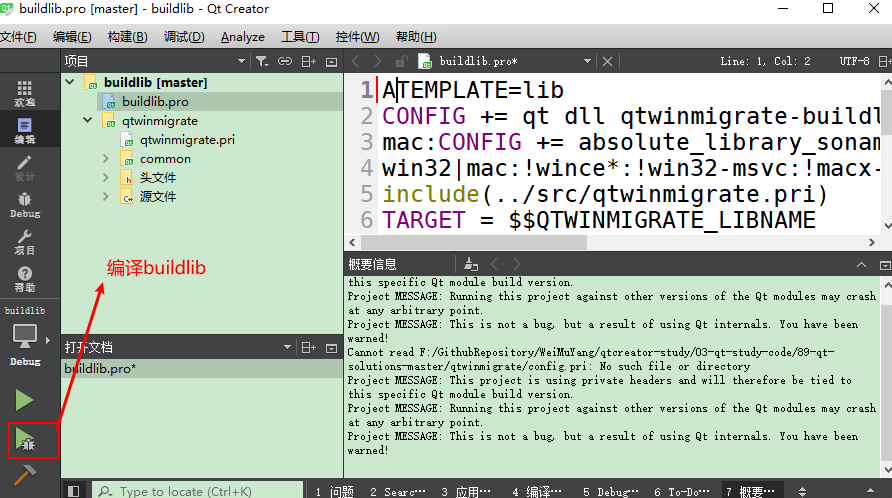 buildlib.pro [master] - buildlib - Qt Creator
文件(F) 编辑(E) 构建(B) 调试(D) Analyze 工具(T) 控件(W) 帮助(H)
项目
buildlib.pro*
Line: 1, Col: 2
UTF-8
欢迎
编辑
设计
Debug
项目
帮助
buildlib
Debug
buildlib [master]
buildlib.pro
qtwinmigrate
qtwinmigrate.pri
common
头文件
源文件
编译buildlib
1 ATEMPLATE=lib
2 CONFIG += qt dll qtwinmigrate-buildl
3 mac:CONFIG += absolute_library_sonam
4 win32|mac:!wince*:!win32-msvc:!macx-
5 include(../src/qtwinmigrate.pri)
6 TARGET = $$QTWINMIGRATE_LIBNAME
概要信息
this specific Qt module build version.
Project MESSAGE: Running this project against other versions of the Qt modules may crash
at any arbitrary point.
Project MESSAGE: This is not a bug, but a result of using Qt internals. You have been
warned!
Cannot read F:/GithubRepository/WeiMuYang/qtcreator-study/03-qt-study-code/89-qt-
solutions-master/qtwinmigrate/config.pri: No such file or directory
Project MESSAGE: This project is using private headers and will therefore be tied to
this specific Qt module build version.
Project MESSAGE: Running this project against other versions of the Qt modules may crash
at any arbitrary point.
Project MESSAGE: This is not a bug, but a result of using Qt internals. You have been
warned!
打开文档
buildlib.pro*
Type to locate (Ctrl+K)
1 问题 2 Searc… 3 应用… 4 编译… 5 Debug… 6 To-Do… 7 概要…